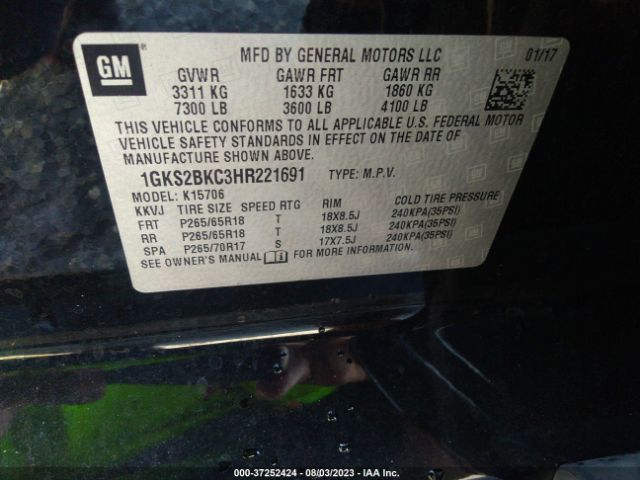 GM
MFD BY GENERAL MOTORS LLC 01/17
GVWR GAWR FRT GAWR RR
3311 KG 1633 KG 1860 KG
7300 LB 3600 LB 4100 LB
THIS VEHICLE CONFORMS TO ALL APPLICABLE U.S. FEDERAL MOTOR
VEHICLE SAFETY STANDARDS IN EFFECT ON THE DATE OF
MANUFACTURE SHOWN ABOVE.
1GKS2BKC3HR221691 TYPE: M.P.V.
MODEL: K15706
KKVJ TIRE SIZE SPEED RTG RIM COLD TIRE PRESSURE
FRT P265/65R18 T 18X8.5J 240KPA(35PSI)
RR P265/65R18 T 18X8.5J 240KPA(35PSI)
SPA P265/70R17 S 17X7.5J 240KPA(35PSI)
SEE OWNER'S MANUAL FOR MORE INFORMATION.
000-37252424 - 08/03/2023 - IAA Inc.